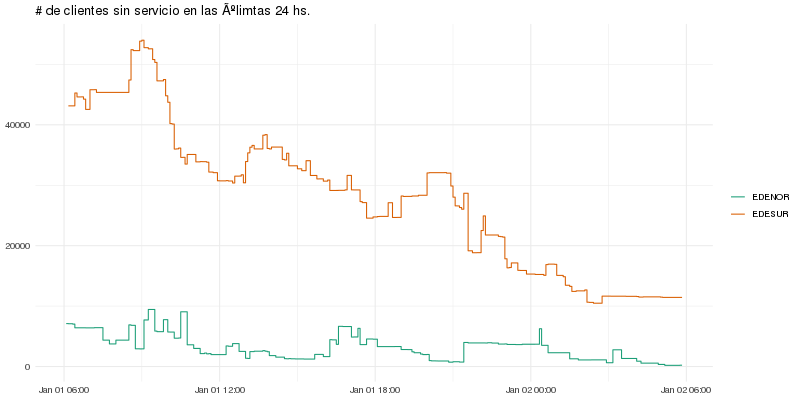 # de clientes sin servicio en las Ãºlimtas 24 hs.
40000
20000
0
Jan 01 06:00
Jan 01 12:00
Jan 01 18:00
Jan 02 00:00
Jan 02 06:00
EDENOR
EDESUR